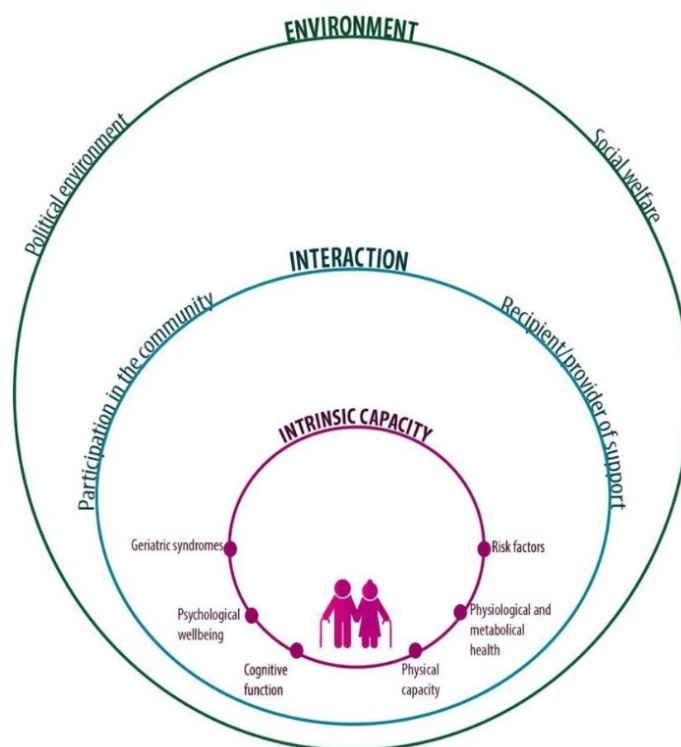 ENVIRONMENT
Political environment
Social welfare
INTERACTION
Participation in the community
Recipient/provider of support
INTRINSIC CAPACITY
Geriatric syndromes
Risk factors
Psychological
wellbeing
Physiological and
metabolical
health
Cognitive
function
Physical
capacity